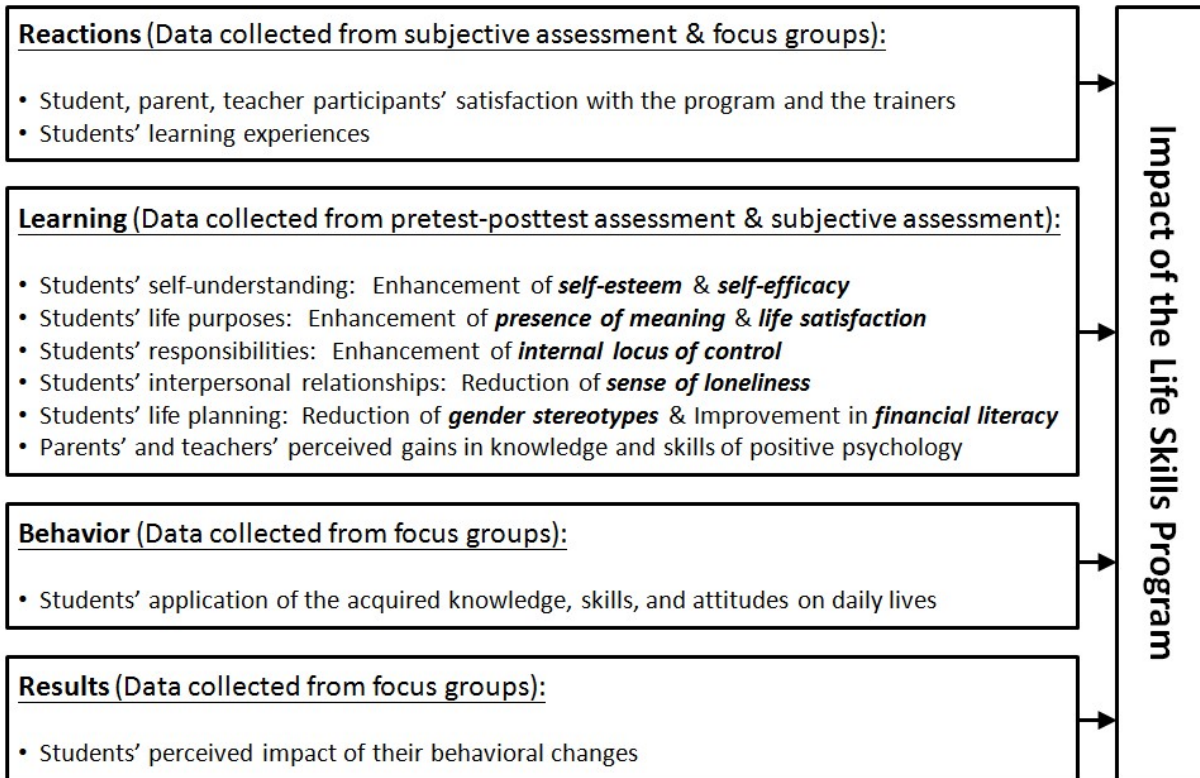 Reactions (Data collected from subjective assessment & focus groups):
• Student, parent, teacher participants’ satisfaction with the program and the trainers
• Students’ learning experiences
Learning (Data collected from pretest-posttest assessment & subjective assessment):
• Students’ self-understanding:  Enhancement of self-esteem & self-efficacy
• Students’ life purposes:  Enhancement of presence of meaning & life satisfaction
• Students’ responsibilities:  Enhancement of internal locus of control
• Students’ interpersonal relationships:  Reduction of sense of loneliness
• Students’ life planning:  Reduction of gender stereotypes & Improvement in financial literacy
• Parents’ and teachers’ perceived gains in knowledge and skills of positive psychology
Behavior (Data collected from focus groups):
• Students’ application of the acquired knowledge, skills, and attitudes on daily lives
Results (Data collected from focus groups):
• Students’ perceived impact of their behavioral changes
Impact of the Life Skills Program